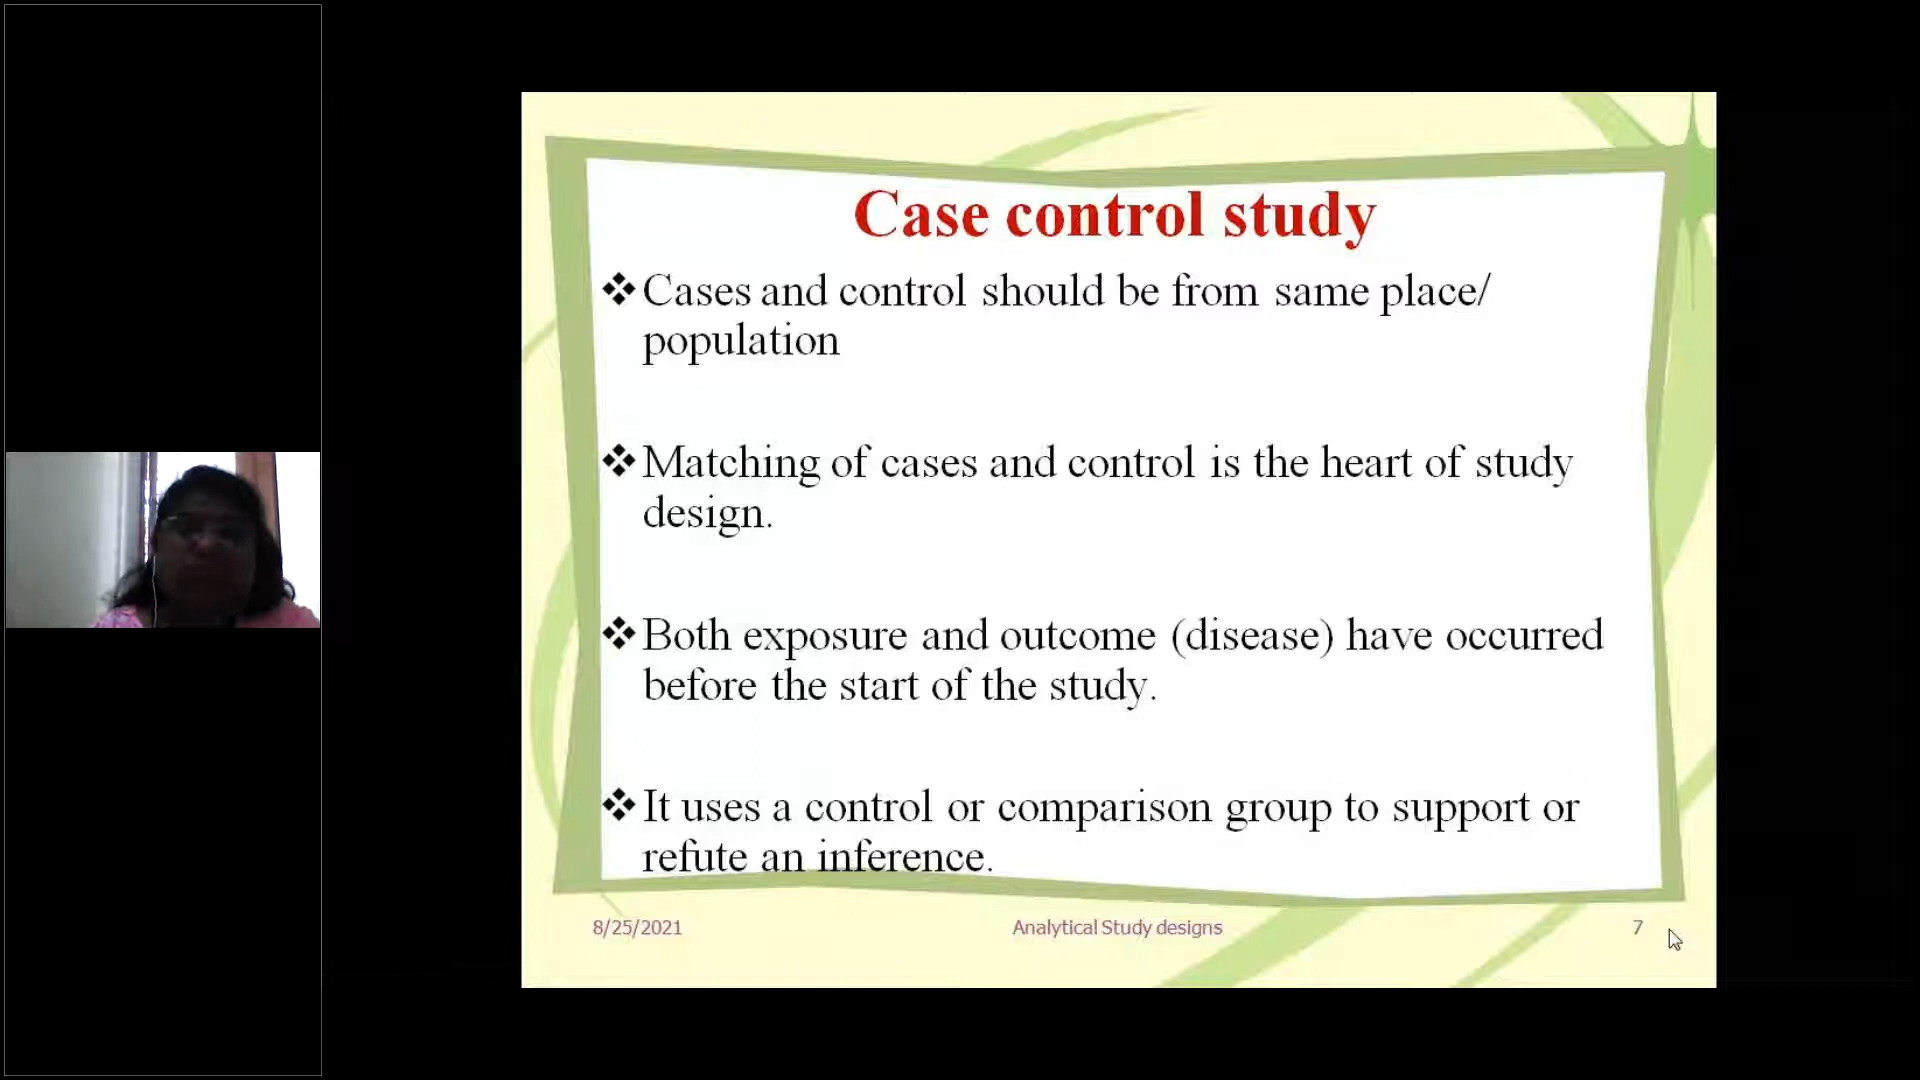 Case control study
❖Cases and control should be from same place/
population
❖Matching of cases and control is the heart of study
design.
❖Both exposure and outcome (disease) have occurred
before the start of the study.
❖It uses a control or comparison group to support or
refute an inference.
8/25/2021 Analytical Study designs 7